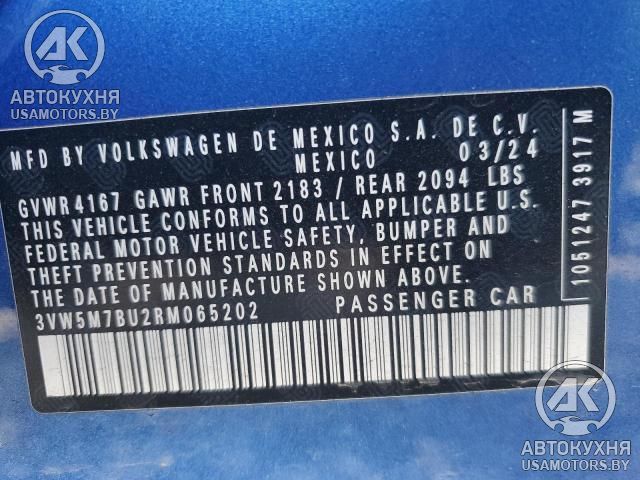 АВТОКУХНЯ
USAMOTORS.BY
MFD BY VOLKSWAGEN DE MEXICO S.A. DE C.V.
MEXICO 03/24
GVWR 4167 GAWR FRONT 2183 / REAR 2094 LBS
THIS VEHICLE CONFORMS TO ALL APPLICABLE U.S.
FEDERAL MOTOR VEHICLE SAFETY, BUMPER AND
THEFT PREVENTION STANDARDS IN EFFECT ON
THE DATE OF MANUFACTURE SHOWN ABOVE.
3VW5M7BU2RM065202 PASSENGER CAR
1051247 3917 M
АВТОКУХНЯ
USAMOTORS.BY